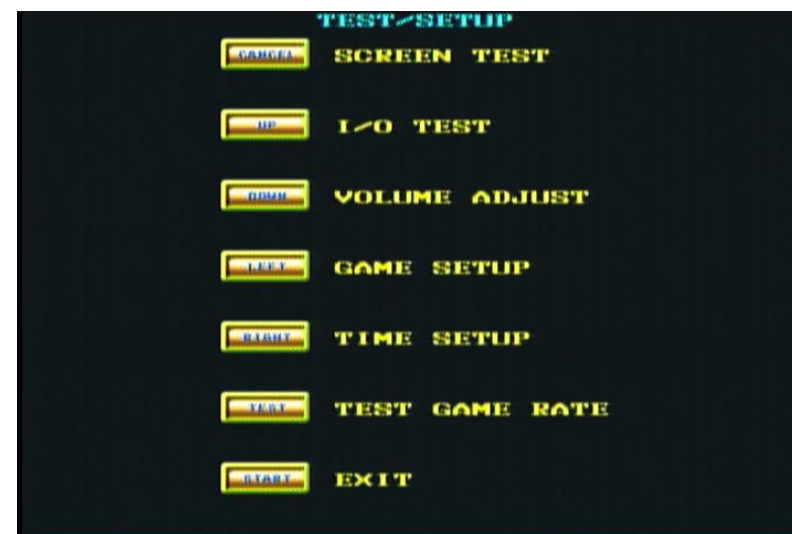 TEST/SETUP
CANCEL SCREEN TEST
UP I/O TEST
DOWN VOLUME ADJUST
LEFT GAME SETUP
RIGHT TIME SETUP
TEST TEST GAME RATE
START EXIT